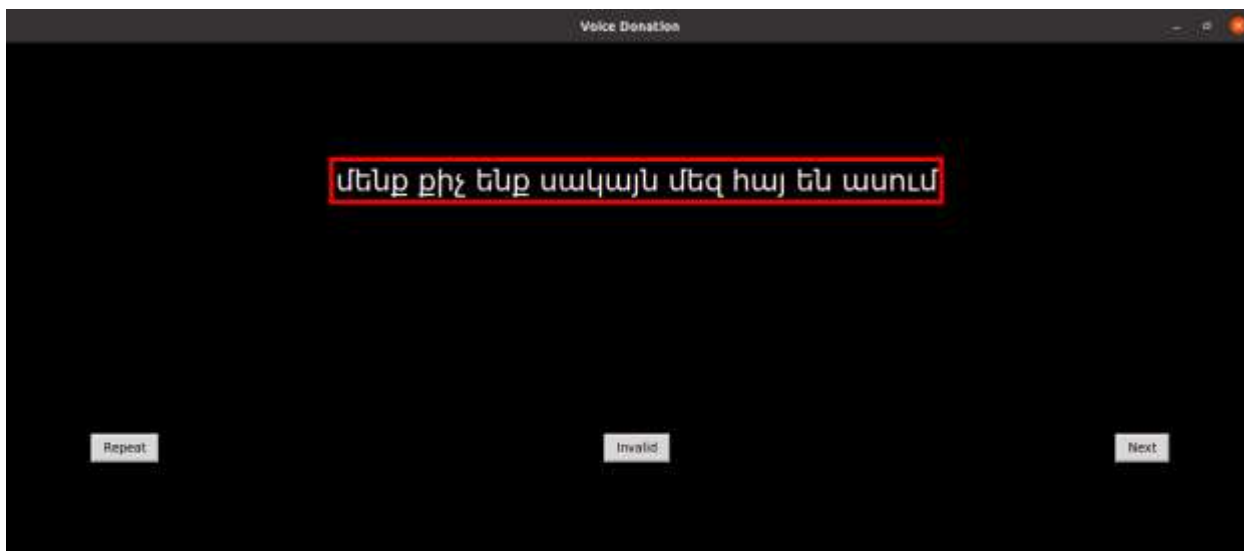 Voice Donation
մենք քիչ ենք սակայն մեզ հայ են ասում
Repeat Invalid Next